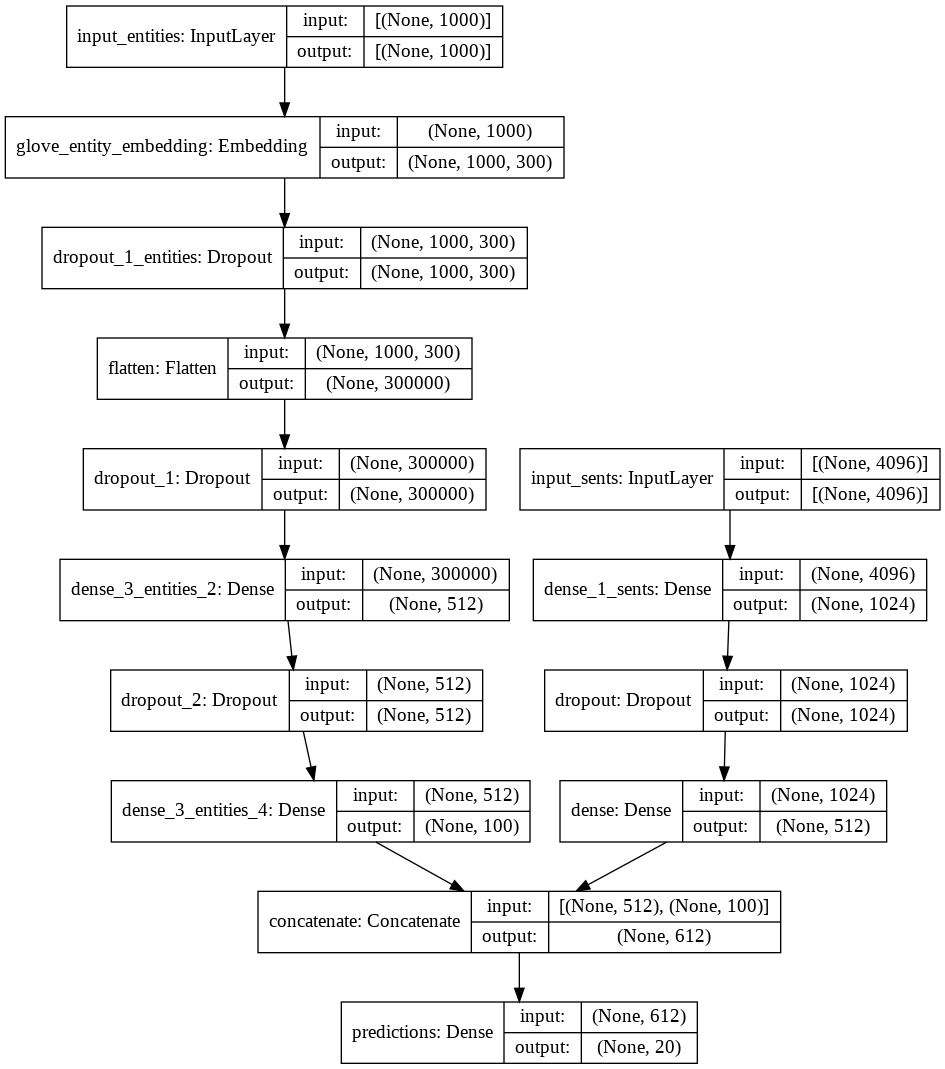 input_entities: InputLayer
input: [(None, 1000)]
output: [(None, 1000)]
glove_entity_embedding: Embedding
input: (None, 1000)
output: (None, 1000, 300)
dropout_1_entities: Dropout
input: (None, 1000, 300)
output: (None, 1000, 300)
flatten: Flatten
input: (None, 1000, 300)
output: (None, 300000)
dropout_1: Dropout
input: (None, 300000)
output: (None, 300000)
input_sents: InputLayer
input: [(None, 4096)]
output: [(None, 4096)]
dense_3_entities_2: Dense
input: (None, 300000)
output: (None, 512)
dense_1_sents: Dense
input: (None, 4096)
output: (None, 1024)
dropout_2: Dropout
input: (None, 512)
output: (None, 512)
dropout: Dropout
input: (None, 1024)
output: (None, 1024)
dense_3_entities_4: Dense
input: (None, 512)
output: (None, 100)
dense: Dense
input: (None, 1024)
output: (None, 512)
concatenate: Concatenate
input: [(None, 512), (None, 100)]
output: (None, 612)
predictions: Dense
input: (None, 612)
output: (None, 20)